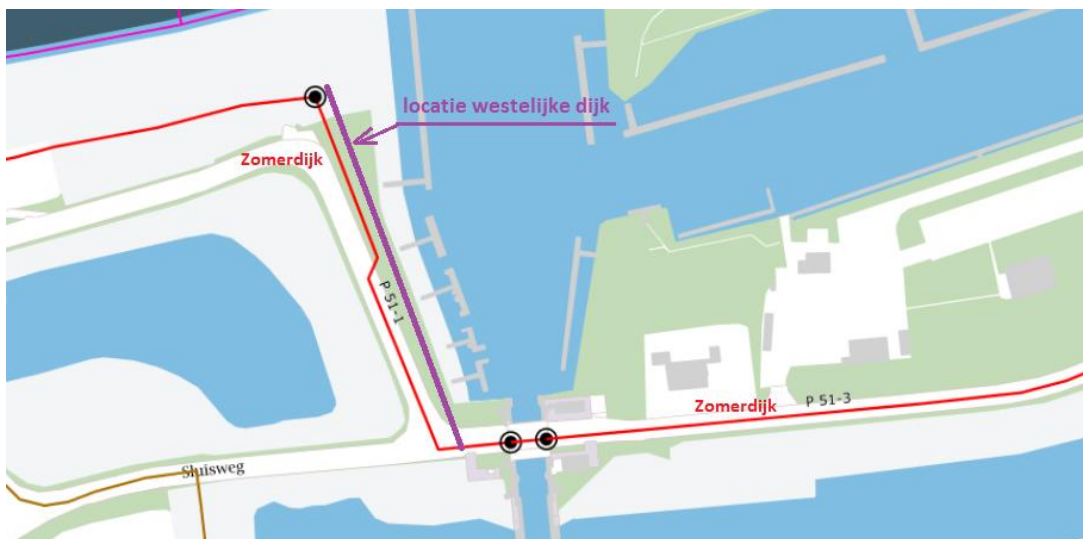 locatie westelijke dijk
Zomerdijk
P 51-1
Zomerdijk
P 51-3
Sluisweg